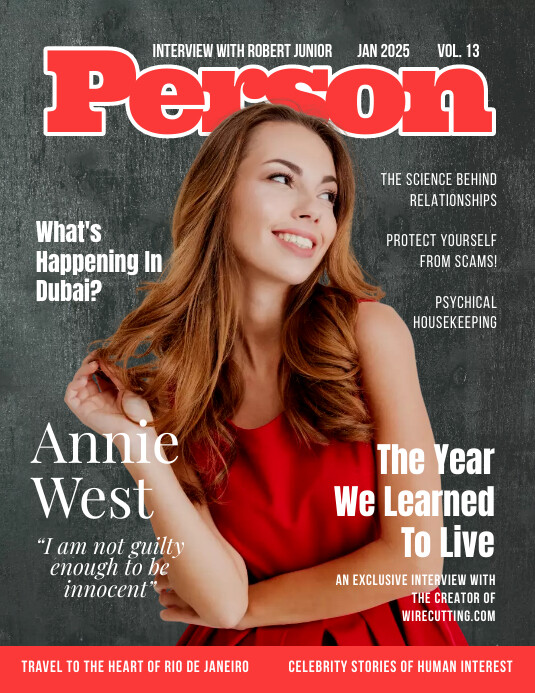 INTERVIEW WITH ROBERT JUNIOR JAN 2025 VOL. 13
Person
THE SCIENCE BEHIND
RELATIONSHIPS
PROTECT YOURSELF
FROM SCAMS!
PSYCHICAL
HOUSEKEEPING
What's
Happening In
Dubai?
Annie
West
“I am not guilty
enough to be
innocent”
The Year
We Learned
To Live
AN EXCLUSIVE INTERVIEW WITH
THE CREATOR OF
WIRECUTTING.COM
TRAVEL TO THE HEART OF RIO DE JANEIRO
CELEBRITY STORIES OF HUMAN INTEREST